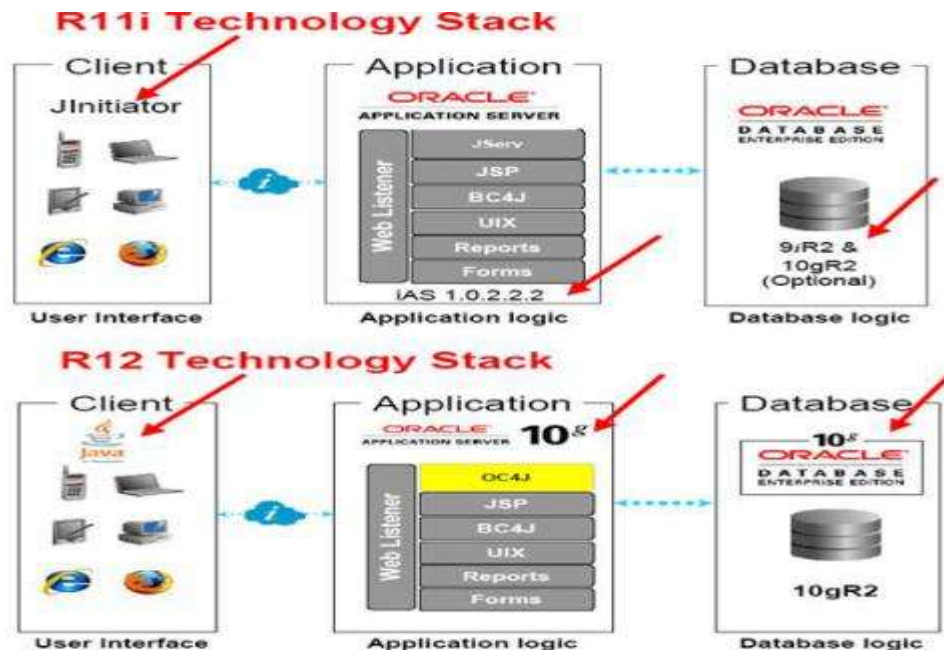 R11i Technology Stack
Client
JInitiator
User Interface
Application
ORACLE
APPLICATION SERVER
Web Listener
JServ
JSP
BC4J
UIX
Reports
Forms
iAS 1.0.2.2.2
Application logic
Database
ORACLE
DATABASE
ENTERPRISE EDITION
9iR2 &
10gR2
(Optional)
Database logic
R12 Technology Stack
Client
Java
User Interface
Application
ORACLE
APPLICATION SERVER 10g
Web Listener
OC4J
JSP
BC4J
UIX
Reports
Forms
Application logic
Database
10g
ORACLE
DATABASE
ENTERPRISE EDITION
10gR2
Database logic